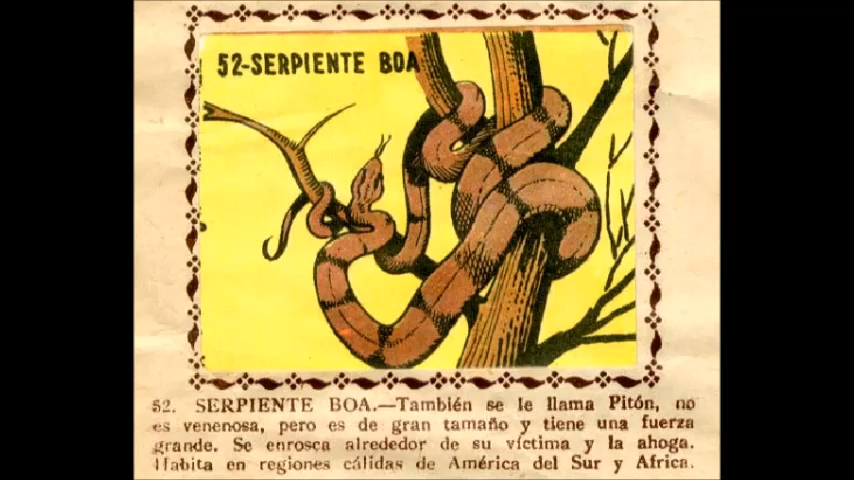 52-SERPIENTE BOA
52. SERPIENTE BOA.—También se le llama Pitón, no
es venenosa, pero es de gran tamaño y tiene una fuerza
grande. Se enrosca alrededor de su víctima y la ahoga.
Habita en regiones cálidas de América del Sur y Africa.